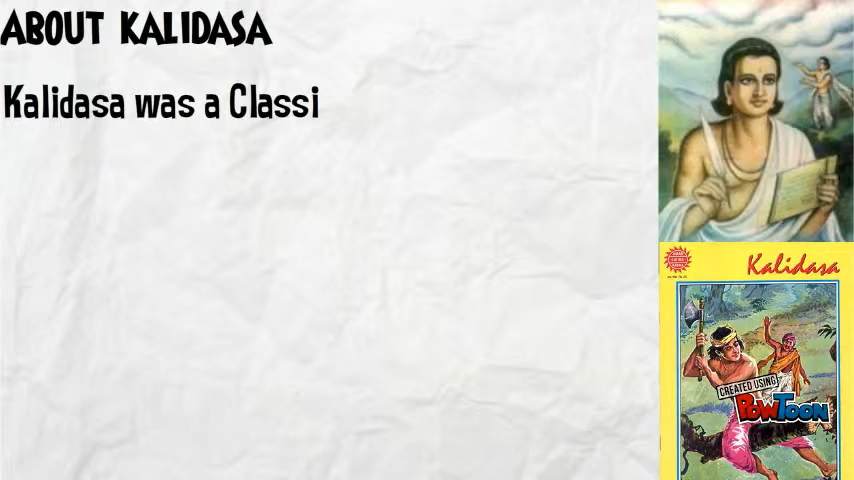 ABOUT KALIDASA
Kalidasa was a Classi
Kalidasa
CREATED USING
POWTOON